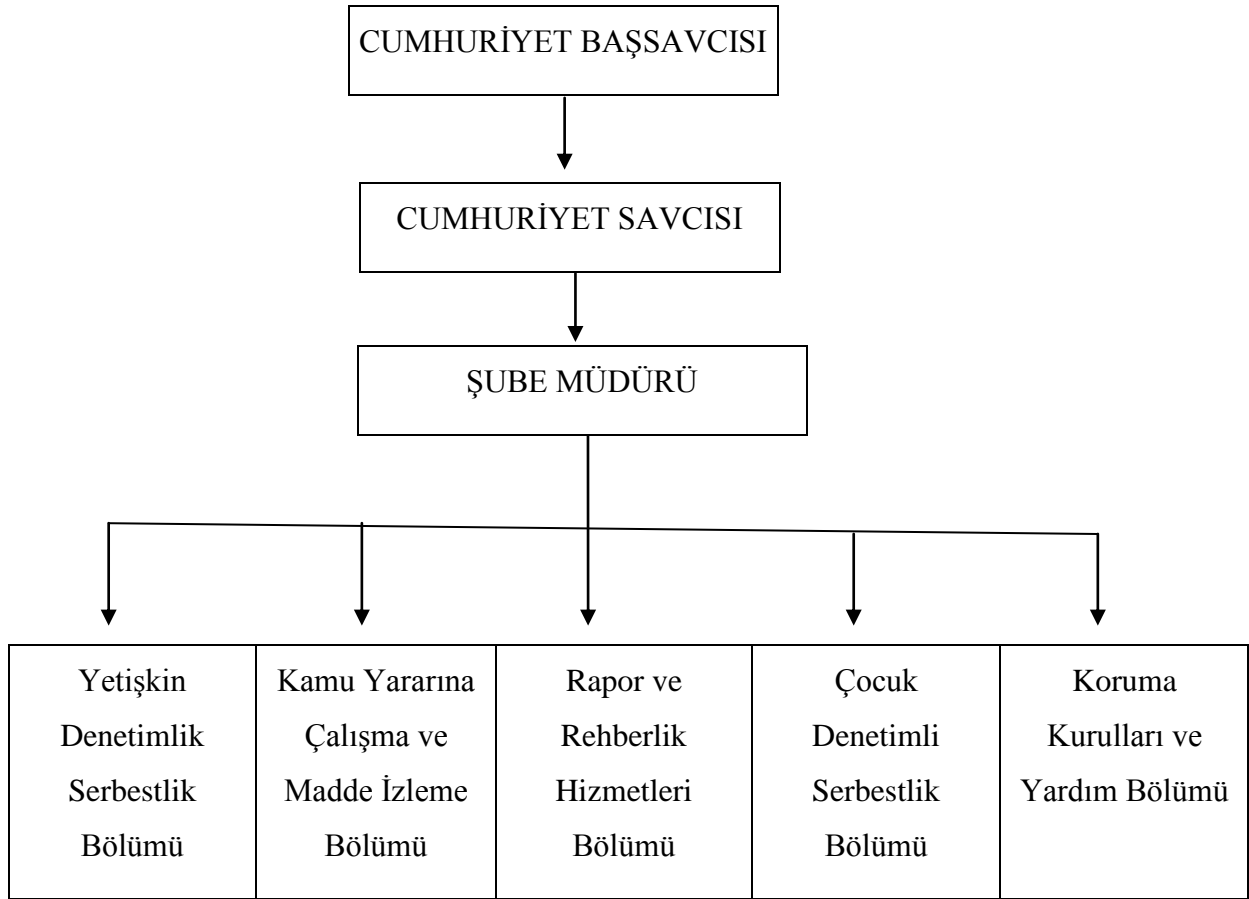 CUMHURİYET BAŞSAVCISI
CUMHURİYET SAVCISI
ŞUBE MÜDÜRÜ
Yetişkin
Denetimlik
Serbestlik
Bölümü
Kamu Yararına
Çalışma ve
Madde İzleme
Bölümü
Rapor ve
Rehberlik
Hizmetleri
Bölümü
Çocuk
Denetimli
Serbestlik
Bölümü
Koruma
Kurulları ve
Yardım Bölümü